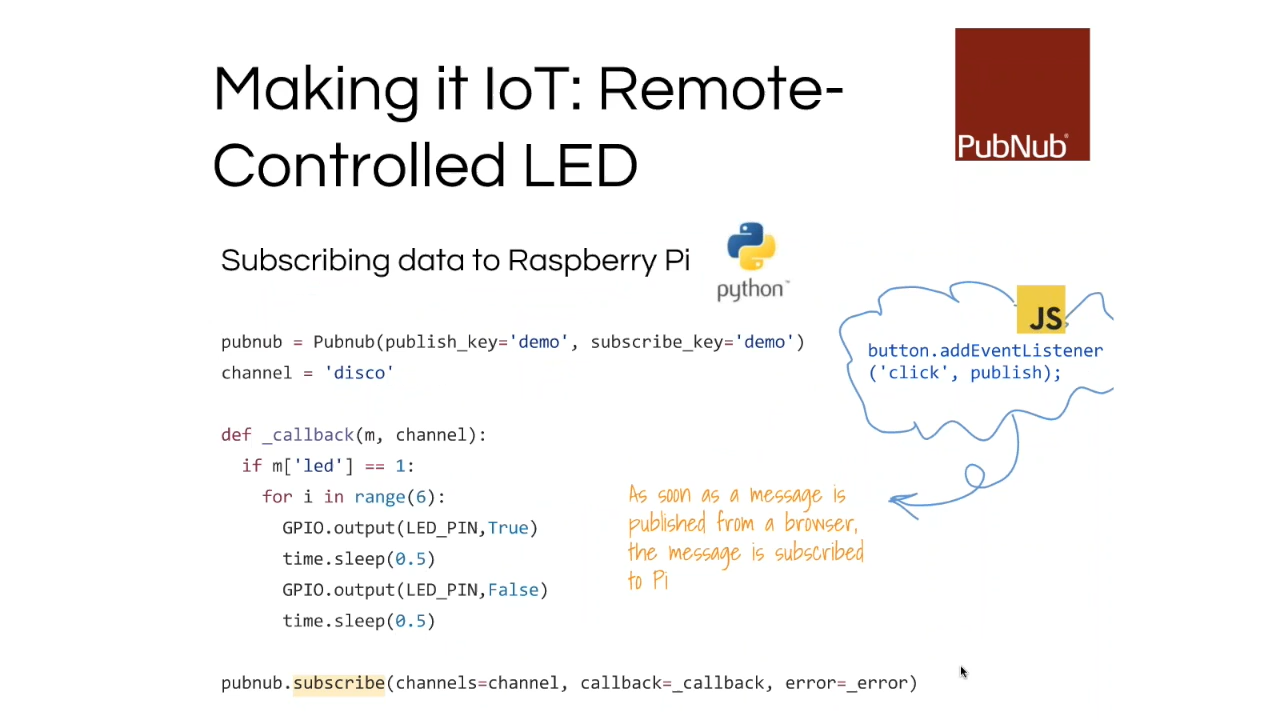 Making it IoT: Remote-
Controlled LED
PubNub®
Subscribing data to Raspberry Pi
python™
pubnub = Pubnub(publish_key='demo', subscribe_key='demo')
channel = 'disco'
def _callback(m, channel):
if m['led'] == 1:
for i in range(6):
GPIO.output(LED_PIN,True)
time.sleep(0.5)
GPIO.output(LED_PIN,False)
time.sleep(0.5)
pubnub.subscribe(channels=channel, callback=_callback, error=_error)
JS
button.addEventListener
('click', publish);
As soon as a message is
published from a browser,
the message is subscribed
to Pi